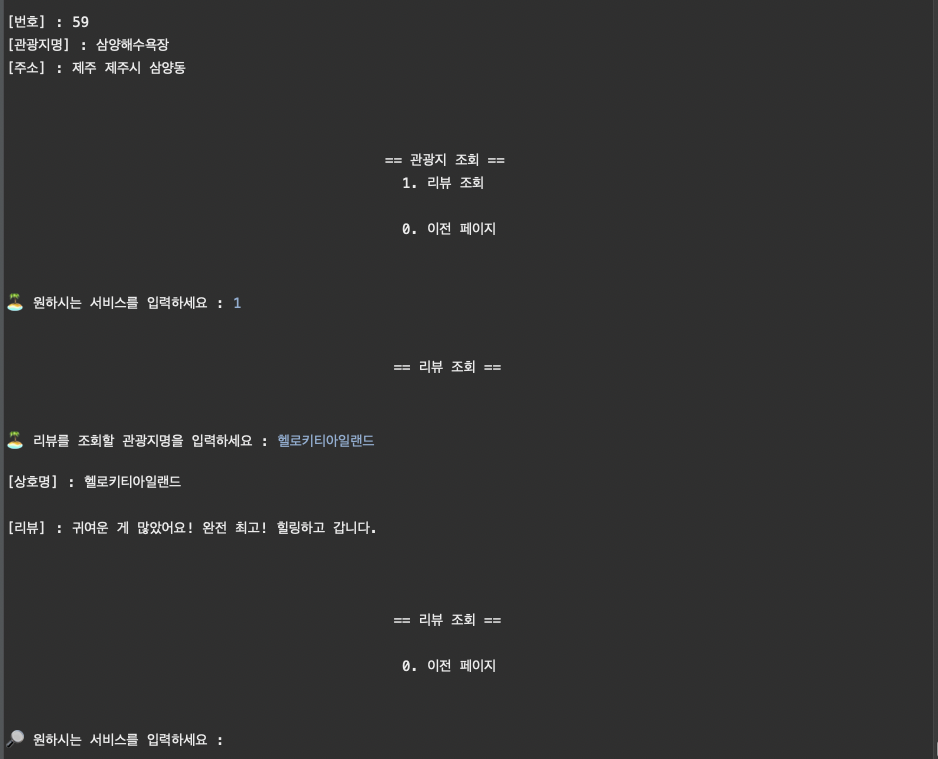 [번호] : 59
[관광지명] : 삼양해수욕장
[주소] : 제주 제주시 삼양동
== 관광지 조회 ==
1. 리뷰 조회
0. 이전 페이지
🏝️ 원하시는 서비스를 입력하세요 : 1
== 리뷰 조회 ==
🏝️ 리뷰를 조회할 관광지명을 입력하세요 : 헬로키티아일랜드
[상호명] : 헬로키티아일랜드
[리뷰] : 귀여운 게 많았어요! 완전 최고! 힐링하고 갑니다.
== 리뷰 조회 ==
0. 이전 페이지
🔎 원하시는 서비스를 입력하세요 :